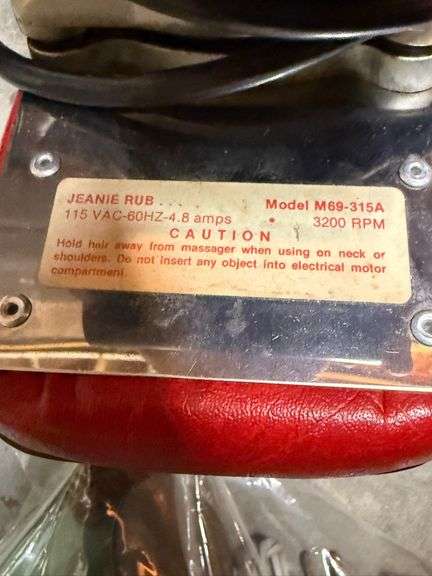 JEANIE RUB . . . . Model M69-315A
115 VAC-60HZ-4.8 amps • 3200 RPM
CAUTION
Hold hair away from massager when using on neck or
shoulders. Do not insert any object into electrical motor
compartment.